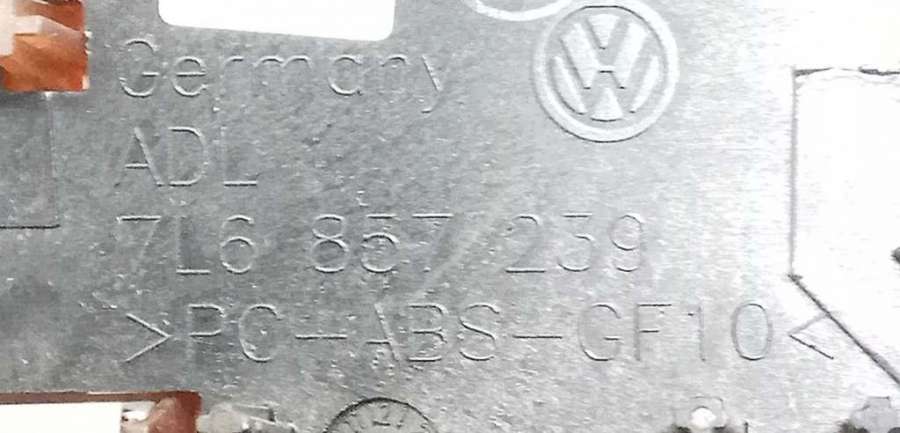 Germany
ADL
7L6 857 239
>PC-ABS-GF10<